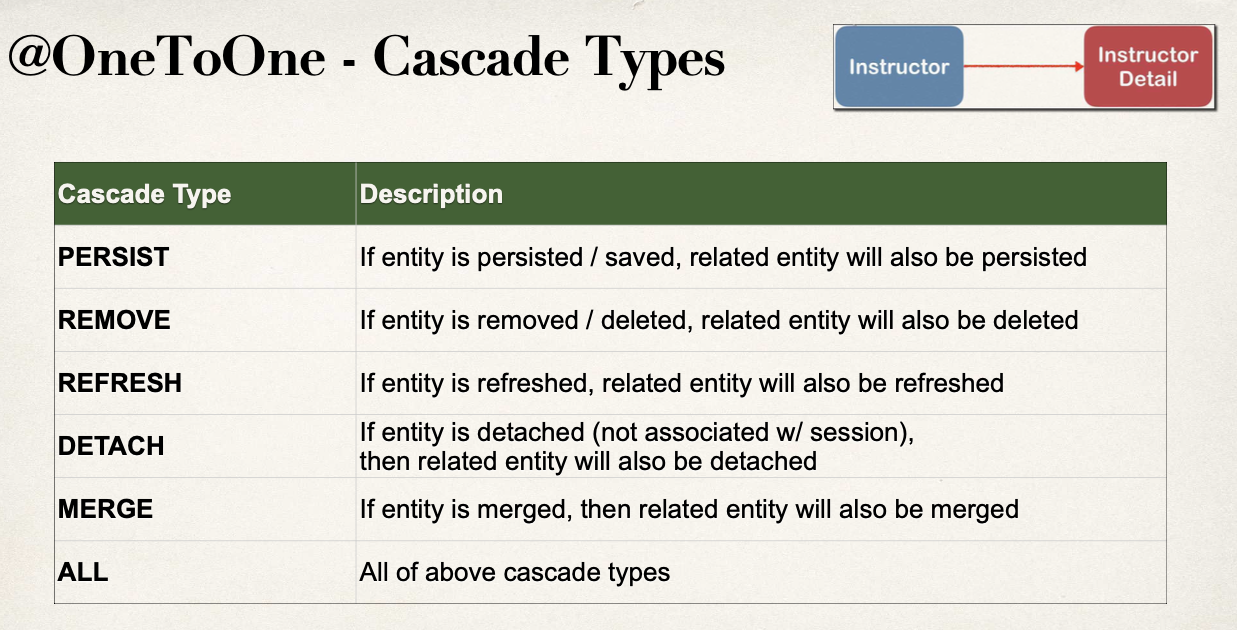 @OneToOne - Cascade Types
Instructor
Instructor
Detail
Cascade Type Description
PERSIST If entity is persisted / saved, related entity will also be persisted
REMOVE If entity is removed / deleted, related entity will also be deleted
REFRESH If entity is refreshed, related entity will also be refreshed
DETACH If entity is detached (not associated w/ session),
then related entity will also be detached
MERGE If entity is merged, then related entity will also be merged
ALL All of above cascade types